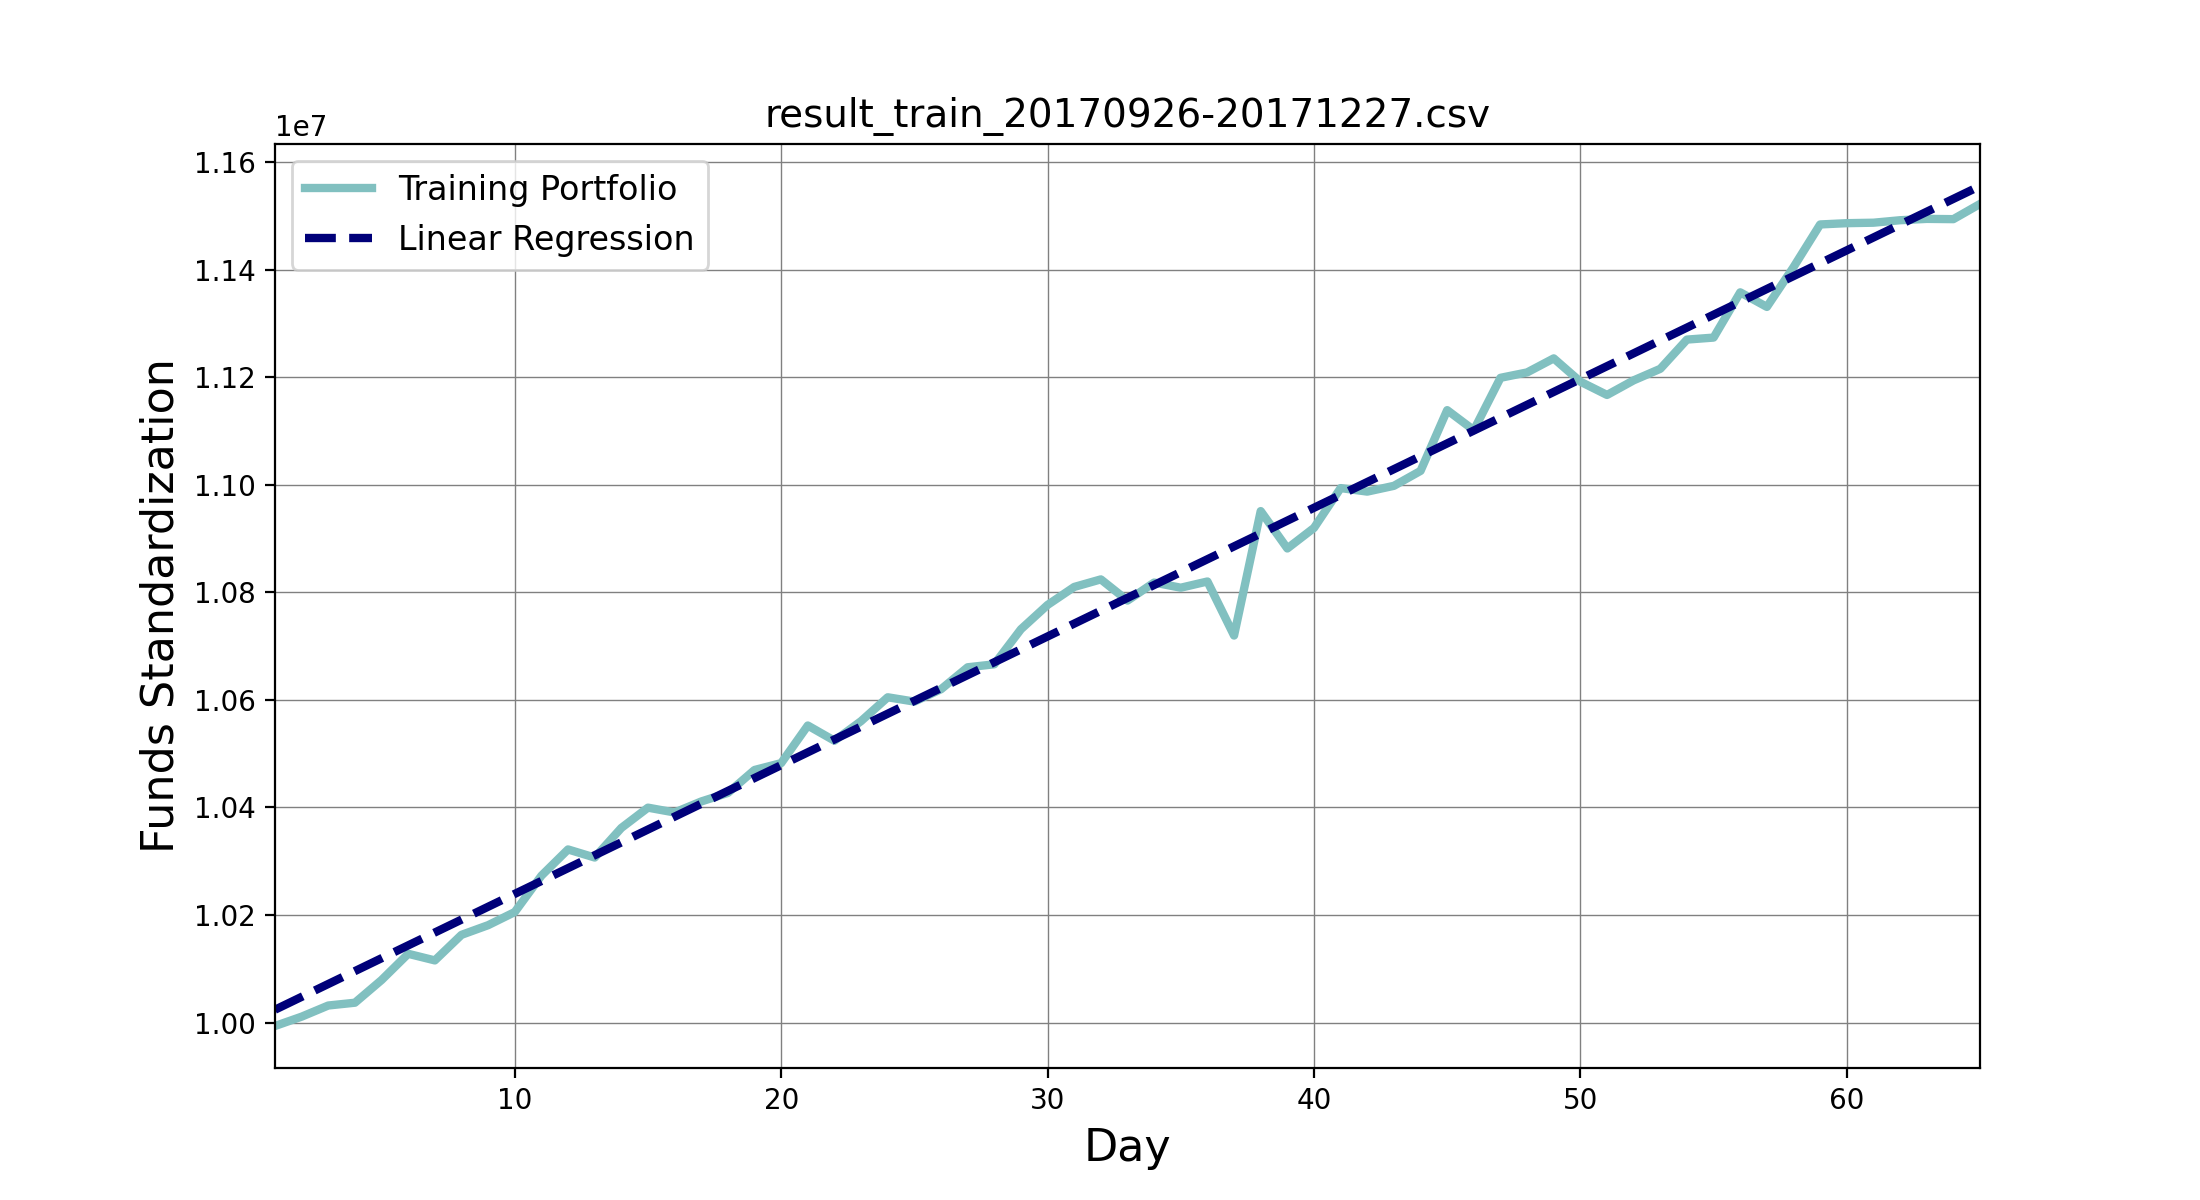 result_train_20170926-20171227.csv
1e7
1.16
1.14
1.12
1.10
1.08
1.06
1.04
1.02
1.00
Funds Standardization
Training Portfolio
Linear Regression
10 20 30 40 50 60
Day